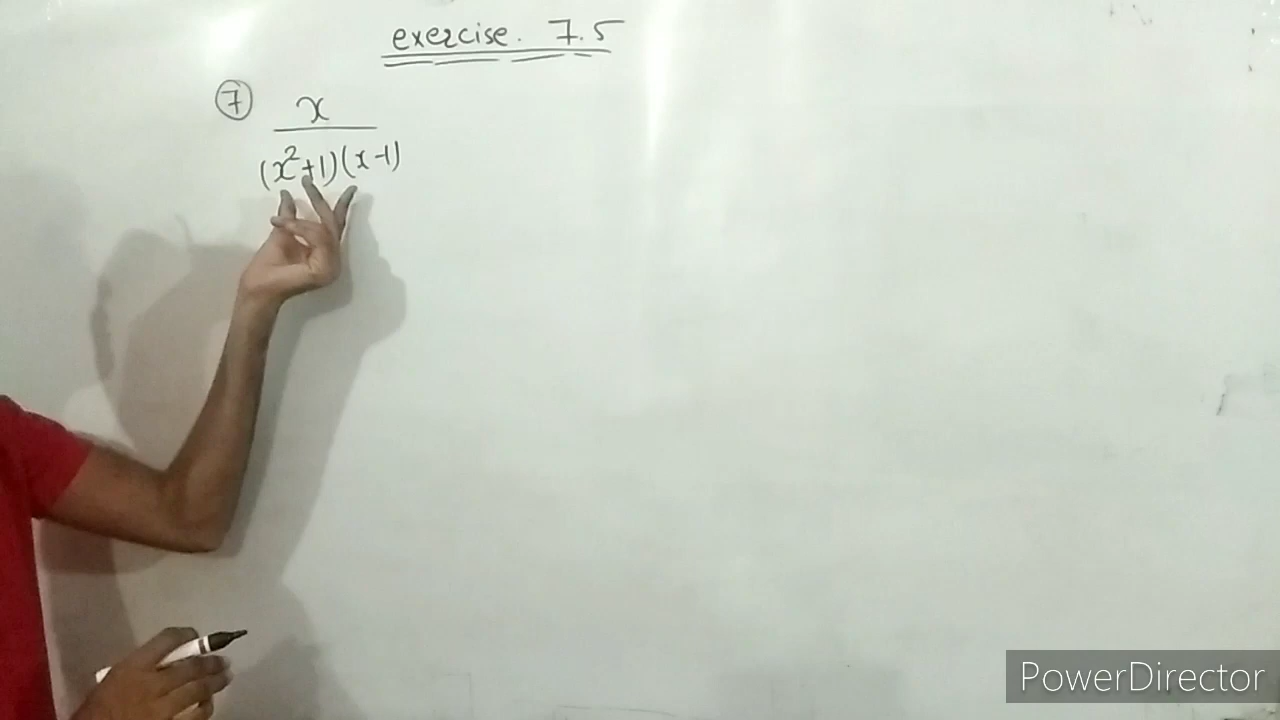 exercise. 7.5
7 x
(x²+1)(x-1)
PowerDirector